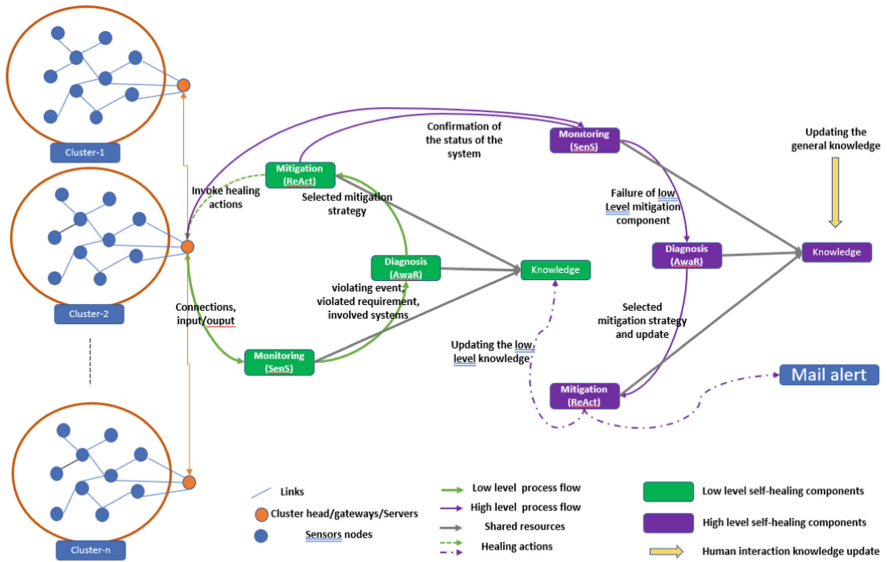 Cluster-1
Cluster-2
Cluster-n
Invoke healing
actions
Connections,
input/ouput
Mitigation
(ReAct)
Selected mitigation
strategy
Diagnosis
(AwaR)
violating event,
violated requirement,
involved systems
Monitoring
(SenS)
Knowledge
Updating the low
level knowledge
Confirmation of
the status of the
system
Monitoring
(SenS)
Failure of low
Level mitigation
component
Diagnosis
(AwaR)
Selected
mitigation strategy
and update
Mitigation
(ReAct)
Updating the
general knowledge
Knowledge
Mail alert
Links
Cluster head/gateways/Servers
Sensors nodes
Low level process flow
High level process flow
Shared resources
Healing actions
Low level self-healing components
High level self-healing components
Human interaction knowledge update